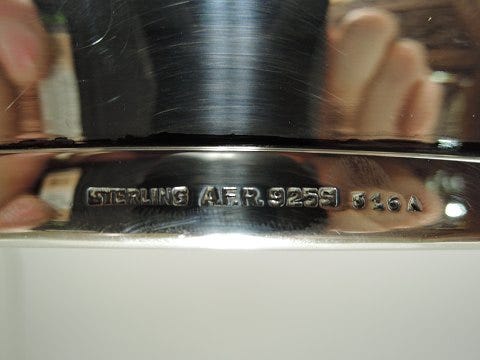 STERLING A.F.R. 925S 516A